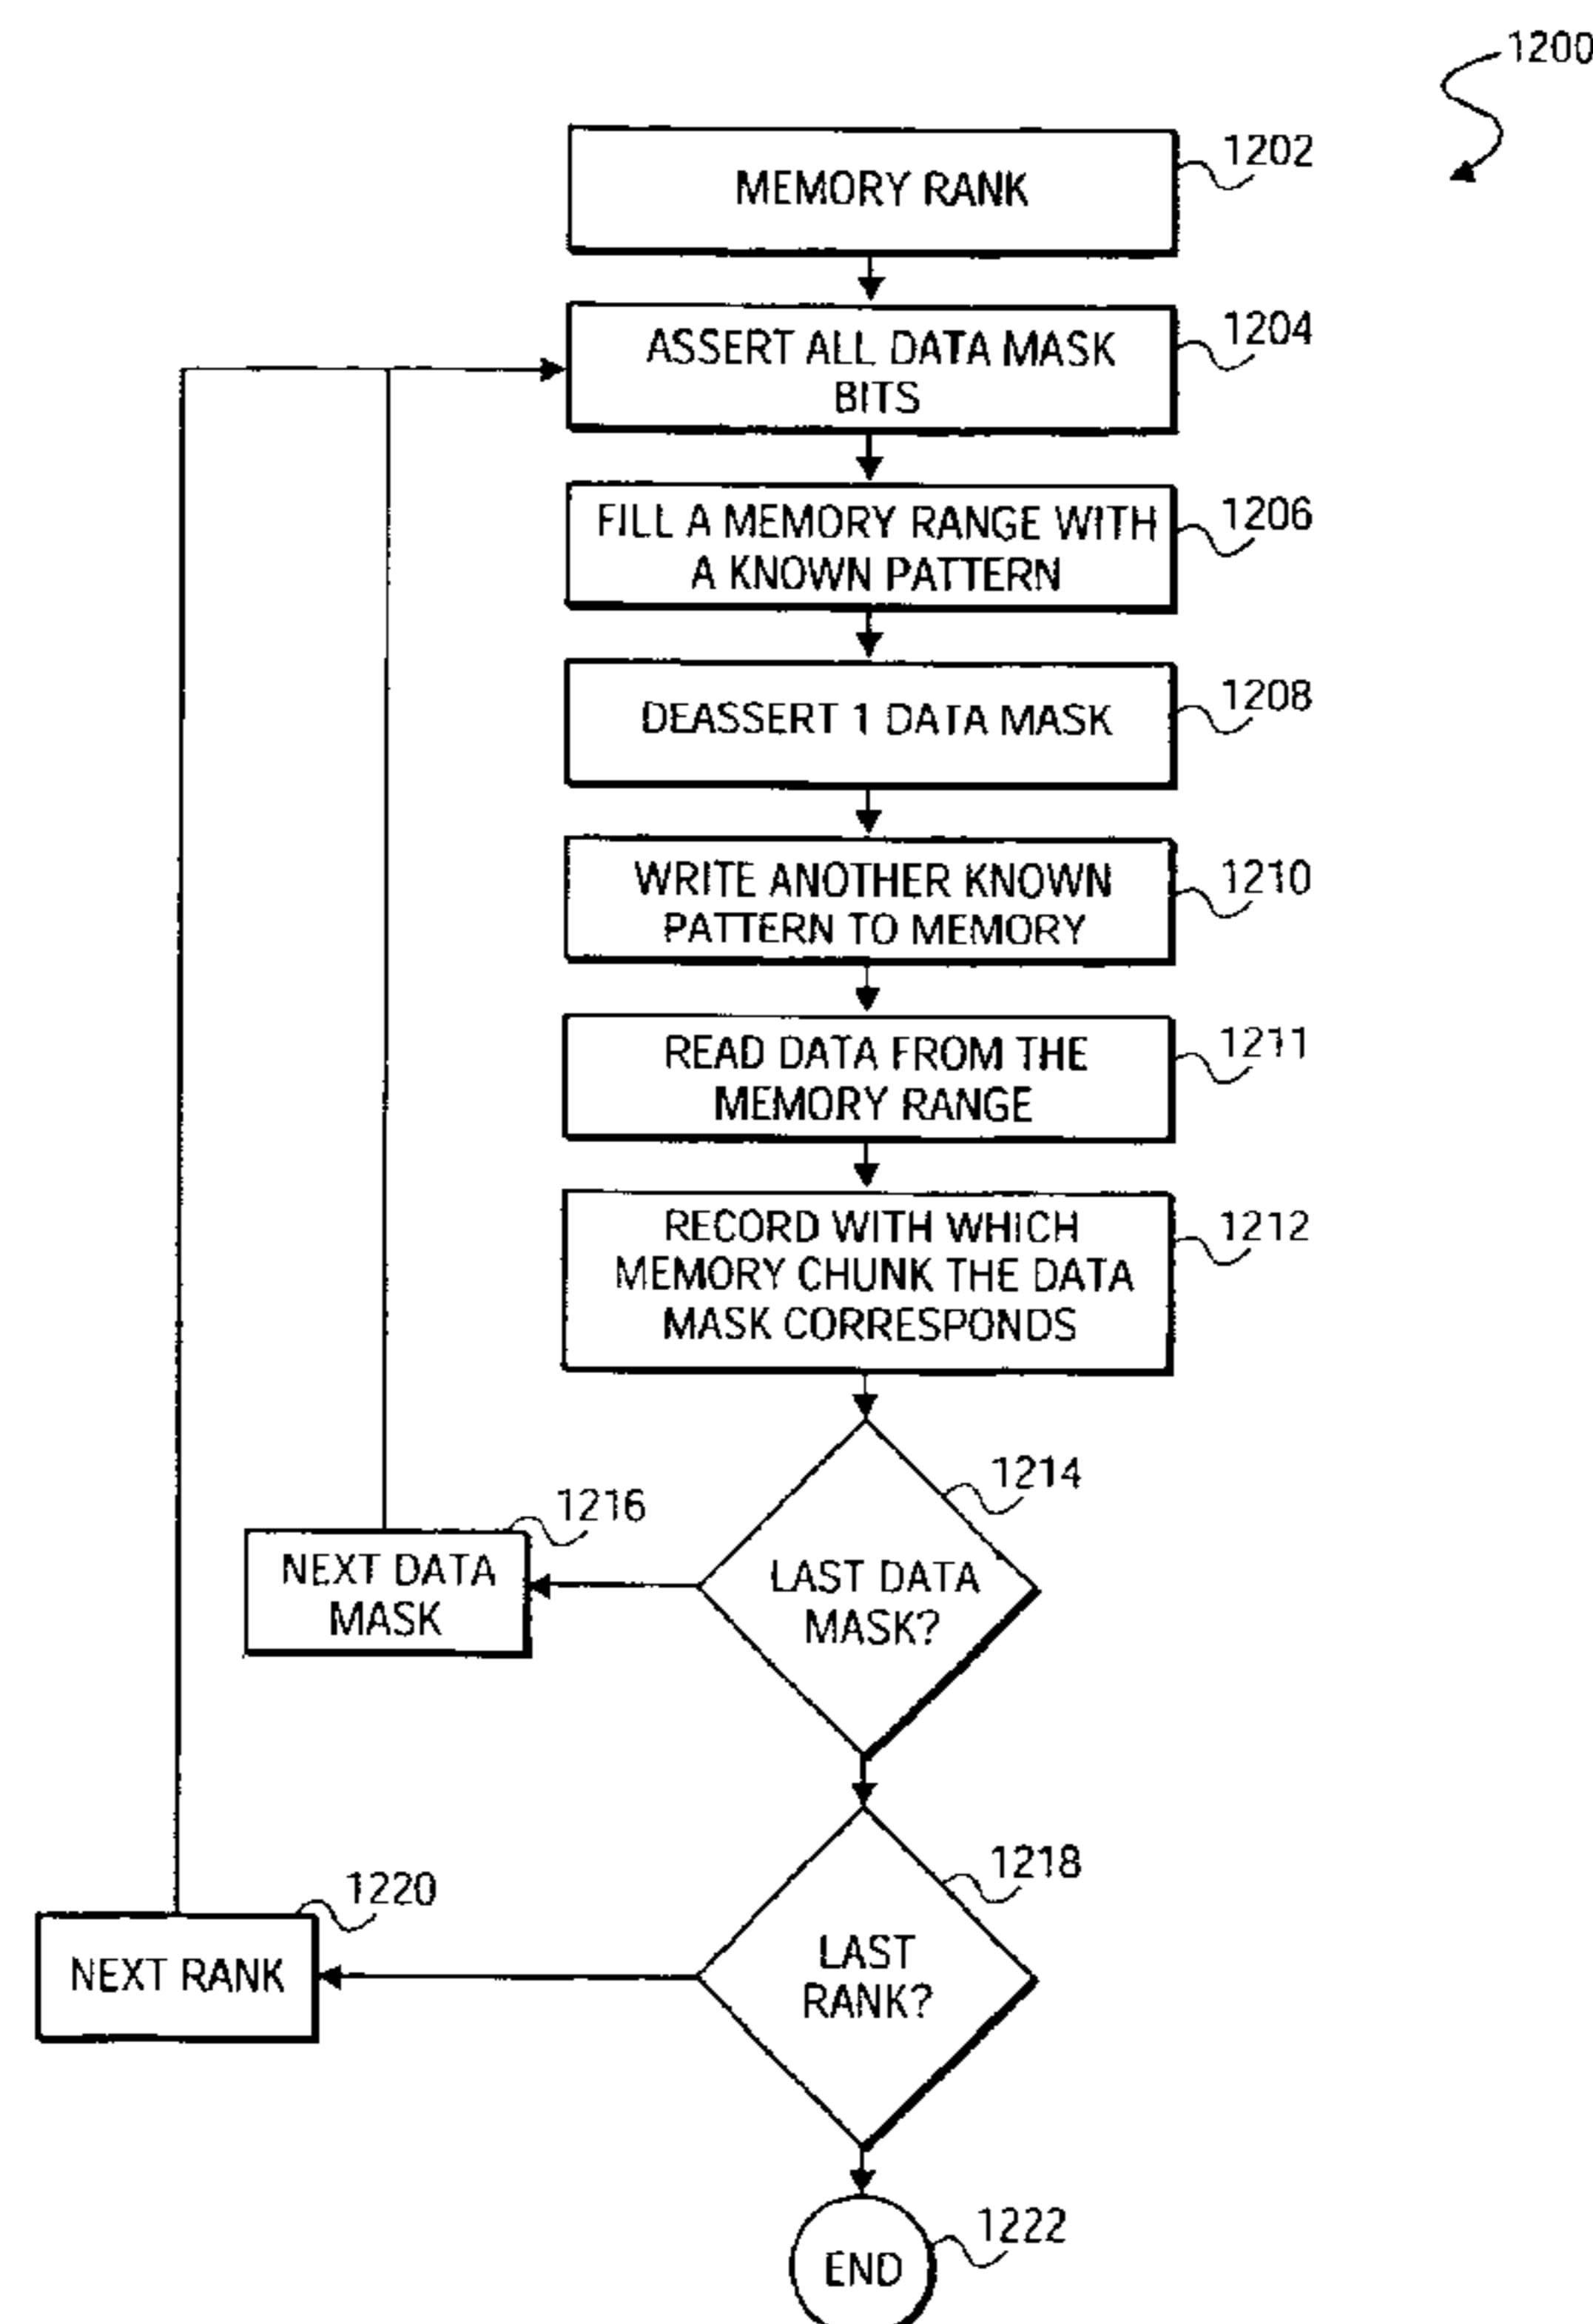 1200
MEMORY RANK
1202
ASSERT ALL DATA MASK
BITS
1204
FILL A MEMORY RANGE WITH
A KNOWN PATTERN
1206
DEASSERT 1 DATA MASK
1208
WRITE ANOTHER KNOWN
PATTERN TO MEMORY
1210
READ DATA FROM THE
MEMORY RANGE
1211
RECORD WITH WHICH
MEMORY CHUNK THE DATA
MASK CORRESPONDS
1212
LAST DATA
MASK?
1214
NEXT DATA
MASK
1216
LAST
RANK?
1218
NEXT RANK
1220
END
1222